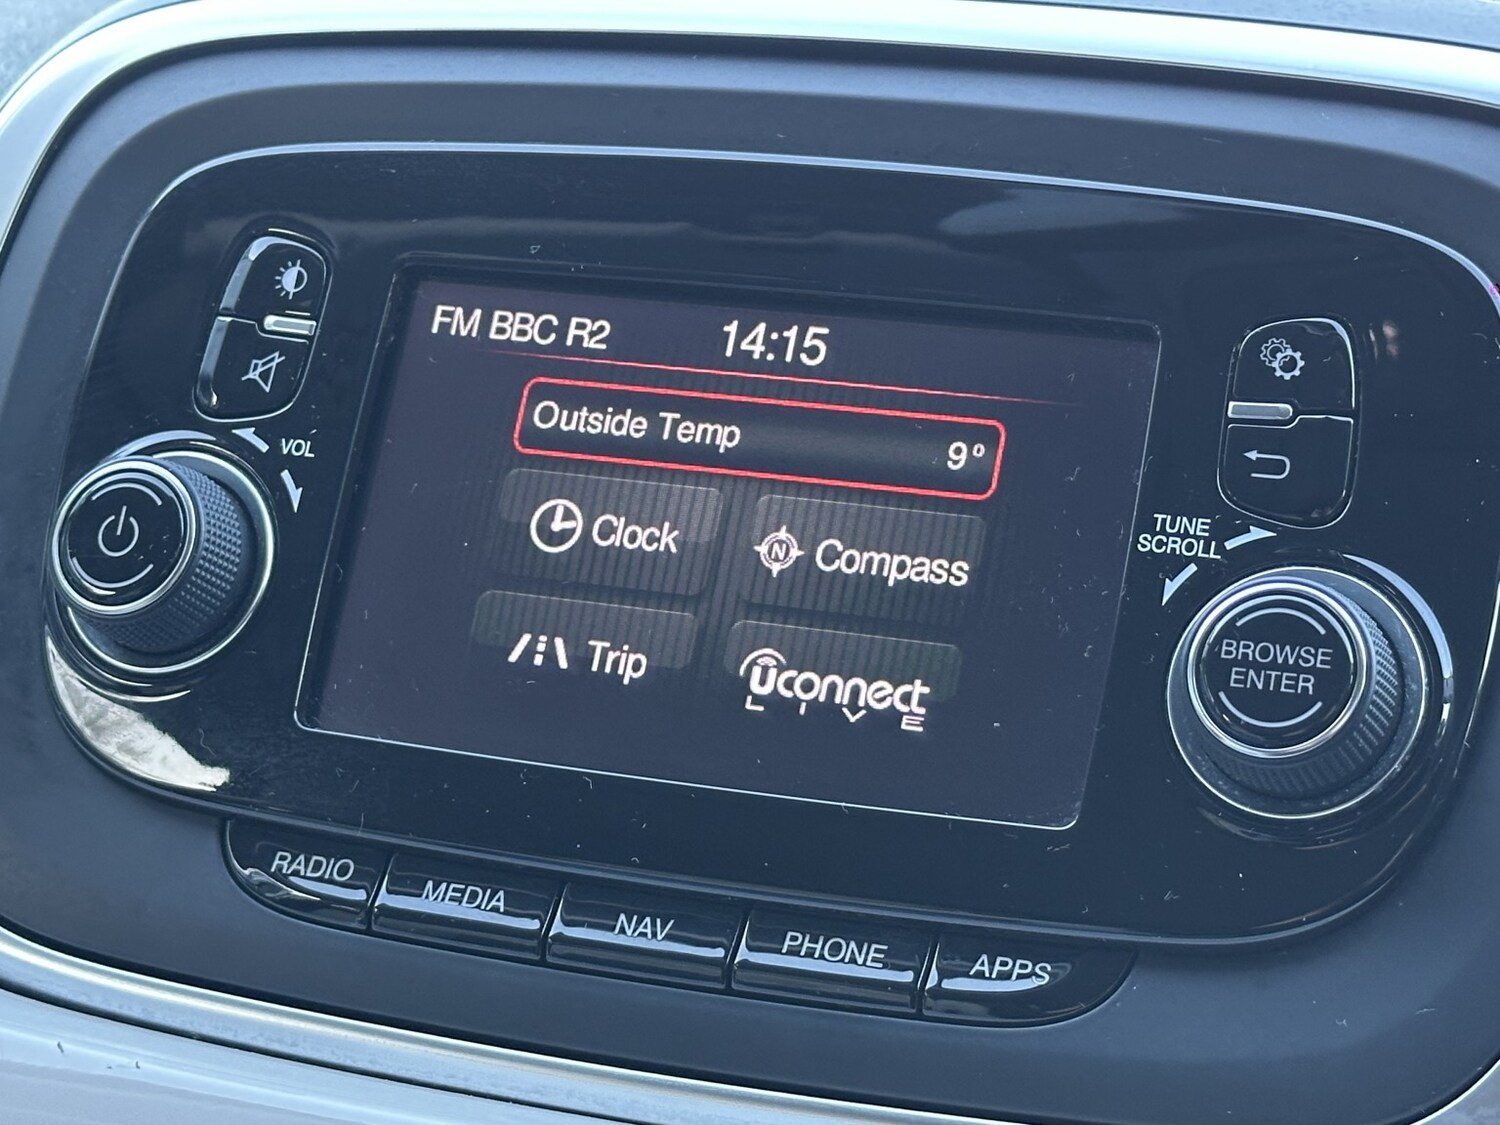 FM BBC R2 14:15
Outside Temp 9°
VOL
Clock
N Compass
TUNE
SCROLL
Trip
uconnect
LIVE
BROWSE
ENTER
RADIO
MEDIA
NAV
PHONE
APPS